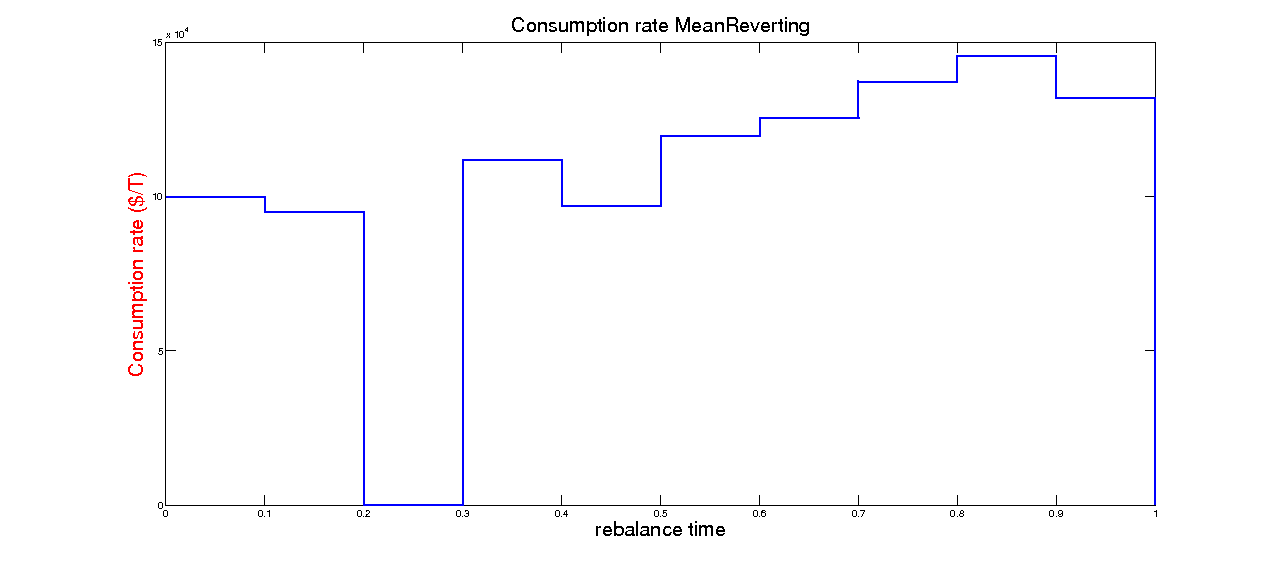 Consumption rate MeanReverting
x 10^4
15
10
5
0
Consumption rate ($/T)
0 0.1 0.2 0.3 0.4 0.5 0.6 0.7 0.8 0.9 1
rebalance time